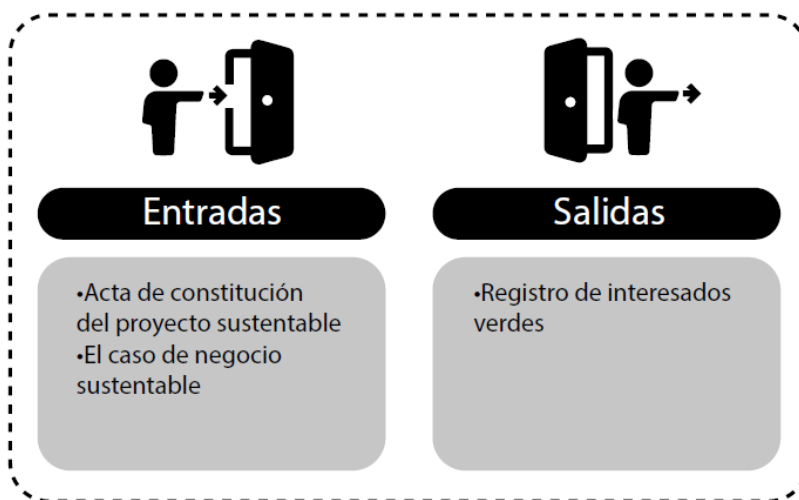 Entradas
•Acta de constitución
del proyecto sustentable
•El caso de negocio
sustentable
Salidas
•Registro de interesados
verdes